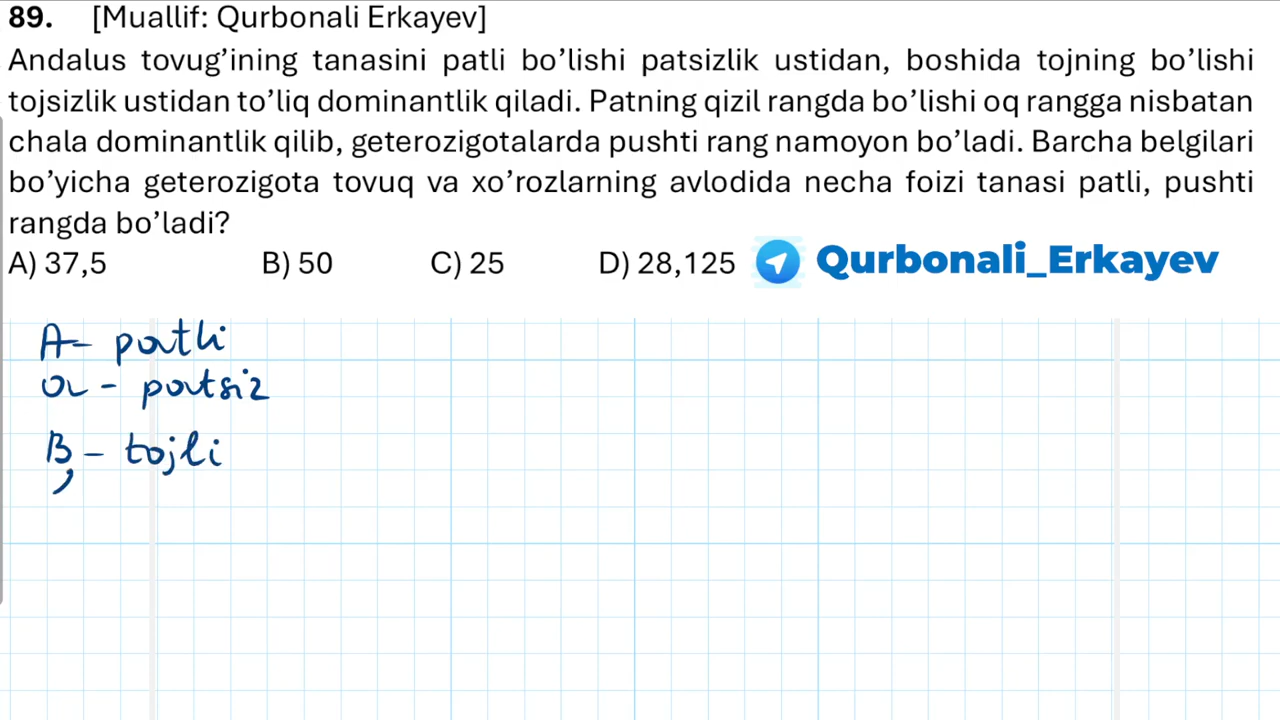 89. [Muallif: Qurbonali Erkayev]
Andalus tovug’ining tanasini patli bo’lishi patsizlik ustidan, boshida tojning bo’lishi
tojsizlik ustidan to’liq dominantlik qiladi. Patning qizil rangda bo’lishi oq rangga nisbatan
chala dominantlik qilib, geterozigotalarda pushti rang namoyon bo’ladi. Barcha belgilari
bo’yicha geterozigota tovuq va xo’rozlarning avlodida necha foizi tanasi patli, pushti
rangda bo’ladi?
A) 37,5 B) 50 C) 25 D) 28,125 Qurbonali_Erkayev
A- patli
a - patsiz
B - tojli